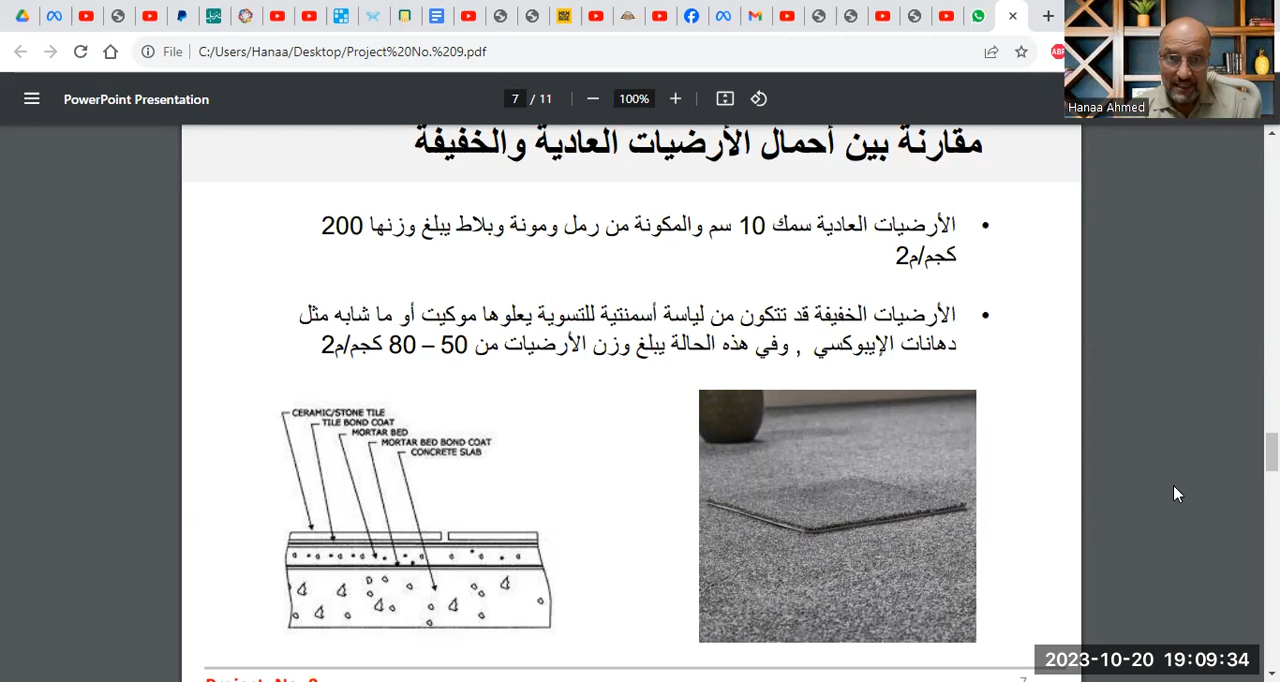 File
C:/Users/Hanaa/Desktop/Project%20No.%209.pdf
ABP
Hanaa Ahmed
PowerPoint Presentation
7 / 11
100%
مقارنة بين أحمال الأرضيات العادية والخفيفة
• الأرضيات العادية سمك 10 سم والمكونة من رمل ومونة وبلاط يبلغ وزنها 200
كجم/م2
• الأرضيات الخفيفة قد تتكون من لياسة أسمنتية للتسوية يعلوها موكيت أو ما شابه مثل
دهانات الإيبوكسي , وفي هذه الحالة يبلغ وزن الأرضيات من 50 – 80 كجم/م2
CERAMIC/STONE TILE
TILE BOND COAT
MORTAR BED
MORTAR BED BOND COAT
CONCRETE SLAB
2023-10-20 19:09:34